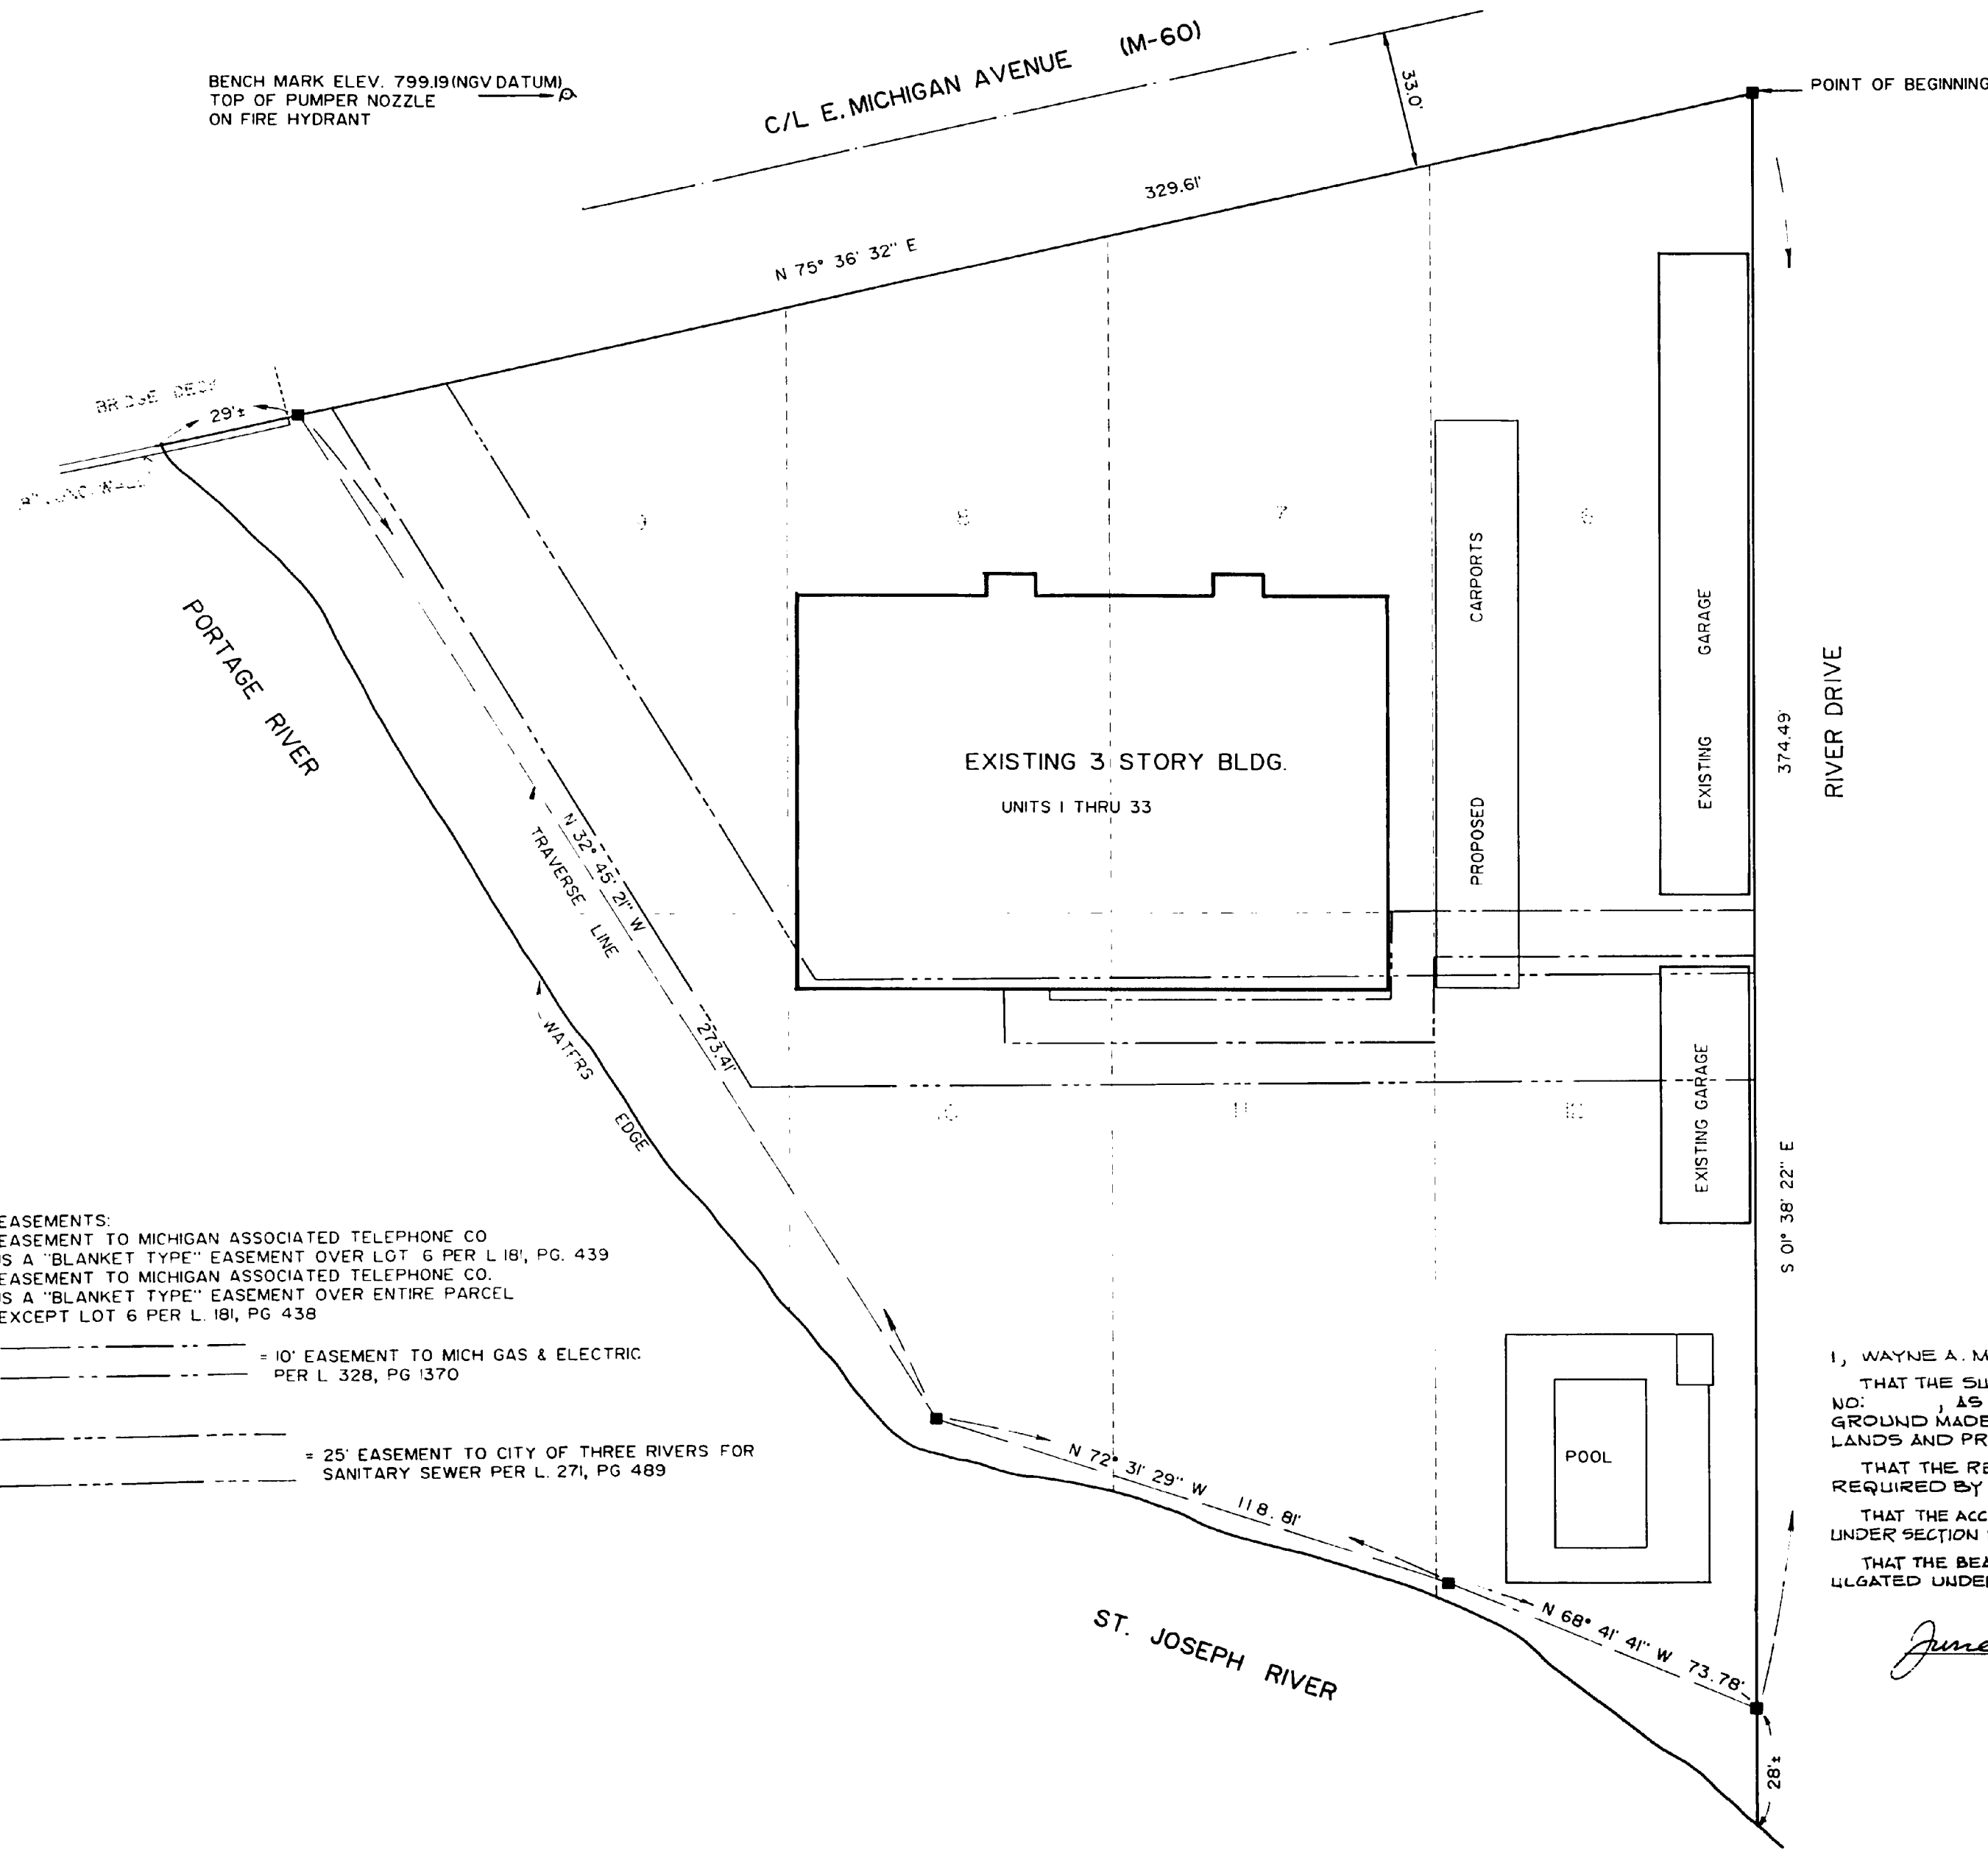 BENCH MARK ELEV. 799.19 (NGV DATUM)
TOP OF PUMPER NOZZLE
ON FIRE HYDRANT
C/L E. MICHIGAN AVENUE (M-60)
33.0'
POINT OF BEGINNING
329.61'
N 75° 36' 32" E
BRIDGE DECK
29'±
9
8
7
6
PORTAGE RIVER
EXISTING 3 STORY BLDG.
UNITS 1 THRU 33
PROPOSED CARPORTS
EXISTING GARAGE
374.49'
RIVER DRIVE
N 32° 45' 21" W
TRAVERSE LINE
273.41'
WATERS EDGE
10
11
12
EXISTING GARAGE
S 01° 38' 22" E
EASEMENTS:
EASEMENT TO MICHIGAN ASSOCIATED TELEPHONE CO
IS A "BLANKET TYPE" EASEMENT OVER LOT 6 PER L 181, PG. 439
EASEMENT TO MICHIGAN ASSOCIATED TELEPHONE CO.
IS A "BLANKET TYPE" EASEMENT OVER ENTIRE PARCEL
EXCEPT LOT 6 PER L. 181, PG 438
= 10' EASEMENT TO MICH GAS & ELECTRIC
PER L 328, PG 1370
= 25' EASEMENT TO CITY OF THREE RIVERS FOR
SANITARY SEWER PER L. 271, PG 489
POOL
N 72° 31' 29" W 118.81'
N 68° 41' 41" W 73.78'
28'±
ST. JOSEPH RIVER
I, WAYNE A. M
THAT THE SU
NO: , AS
GROUND MADE
LANDS AND PR
THAT THE RE
REQUIRED BY
THAT THE ACC
UNDER SECTION
THAT THE BEA
ULGATED UNDE
June